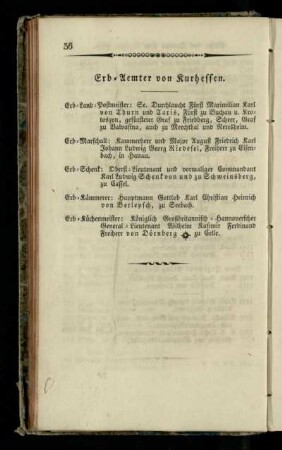 56
Erb-Aemter von Kurhessen.
Erb-Land-Postmeister: Se. Durchlaucht Fürst Maximilian Karl
von Thurn und Taxis, Fürst zu Buchau u. Kro-
toszyn, gefürsteter Graf zu Friedberg, Scheer, Graf
zu Valvasina, auch zu Marchthal und Neresheim.
Erb-Marschall: Kammerherr und Major August Friedrich Karl
Johann Ludwig Georg Riedesel, Freiherr zu Eisen-
bach, in Hanau.
Erb-Schenk: Oberst-Lieutenant und vormaliger Commandant
Karl Ludwig Schenk von und zu Schweinsberg,
zu Cassel.
Erb-Kämmerer: Hauptmann Gottlob Karl Christian Heinrich
von Berlepsch, zu Seebach.
Erb-Küchenmeister: Königlich Großbritannisch-Hannoverscher
General-Lieutenant Wilhelm Kasimir Ferdinand
Freiherr von Dörnberg zu Celle.